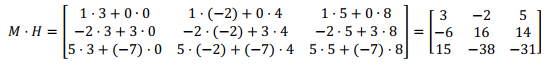 M · H = [1 · 3 + 0 · 0 1 · (−2) + 0 · 4 1 · 5 + 0 · 8
−2 · 3 + 3 · 0 −2 · (−2) + 3 · 4 −2 · 5 + 3 · 8
5 · 3 + (−7) · 0 5 · (−2) + (−7) · 4 5 · 5 + (−7) · 8] = [3 −2 5
−6 16 14
15 −38 −31]